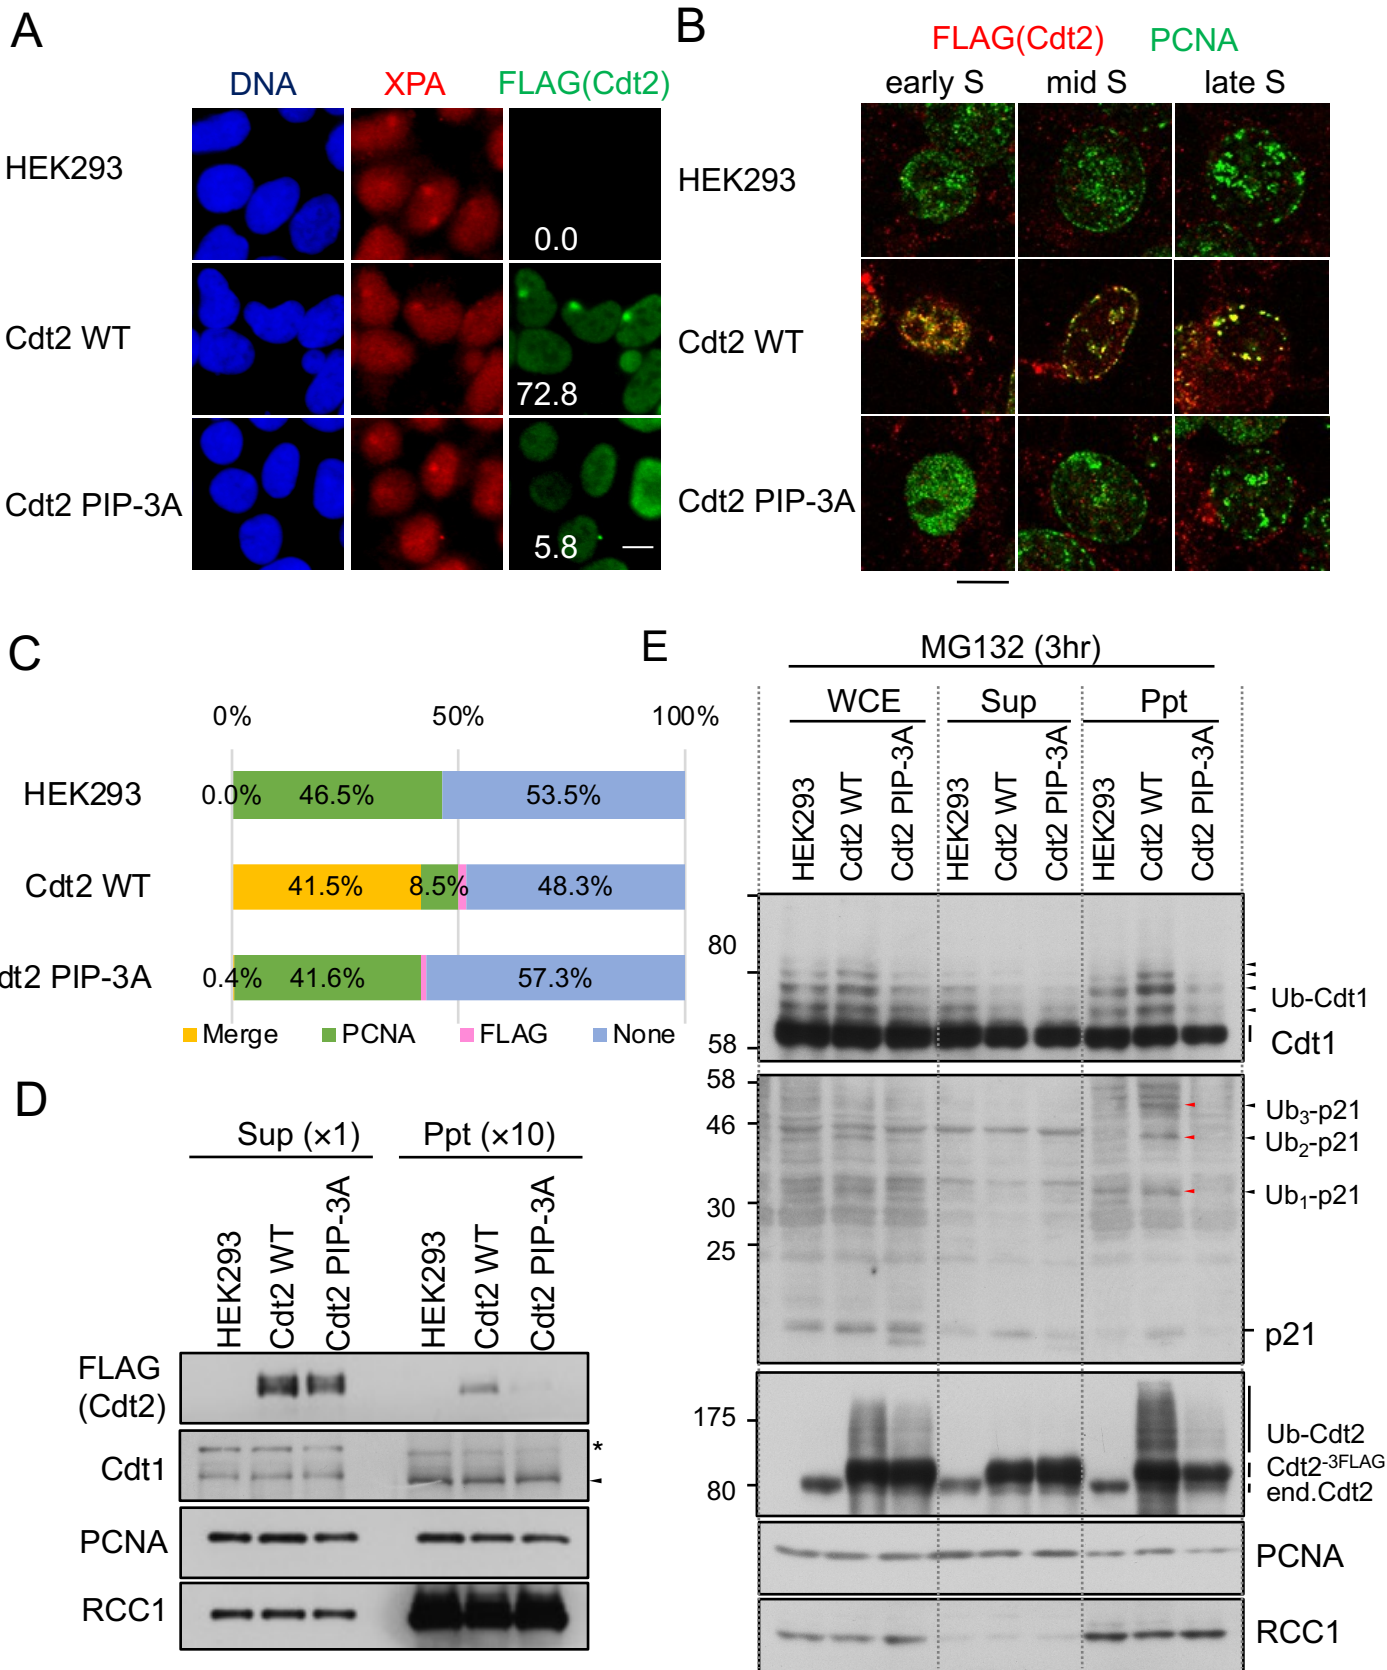 A
DNA XPA FLAG(Cdt2)
HEK293
0.0
Cdt2 WT
72.8
Cdt2 PIP-3A
5.8
B
FLAG(Cdt2) PCNA
early S mid S late S
HEK293
Cdt2 WT
Cdt2 PIP-3A
C
0% 50% 100%
HEK293 0.0% 46.5% 53.5%
Cdt2 WT 41.5% 8.5% 48.3%
dt2 PIP-3A 0.4% 41.6% 57.3%
Merge PCNA FLAG None
D
Sup (×1) Ppt (×10)
HEK293 Cdt2 WT Cdt2 PIP-3A HEK293 Cdt2 WT Cdt2 PIP-3A
FLAG
(Cdt2)
Cdt1 *
PCNA
RCC1
E
MG132 (3hr)
WCE Sup Ppt
HEK293 Cdt2 WT Cdt2 PIP-3A HEK293 Cdt2 WT Cdt2 PIP-3A HEK293 Cdt2 WT Cdt2 PIP-3A
80
Ub-Cdt1
58 Cdt1
58
Ub3-p21
46
Ub2-p21
Ub1-p21
30
25
p21
175
Ub-Cdt2
Cdt2-3FLAG
80 end.Cdt2
PCNA
RCC1